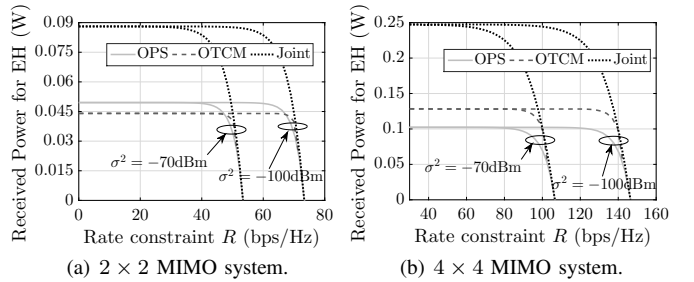 Received Power for EH (W)
0.09
0.075
0.06
0.045
0.03
0.015
0
OPS OTCM Joint
σ² = −70dBm
σ² = −100dBm
0 20 40 60 80
Rate constraint R (bps/Hz)
(a) 2 × 2 MIMO system.
Received Power for EH (W)
0.25
0.2
0.15
0.1
0.05
0
OPS OTCM Joint
σ² = −70dBm
σ² = −100dBm
40 60 80 100 120 140 160
Rate constraint R (bps/Hz)
(b) 4 × 4 MIMO system.